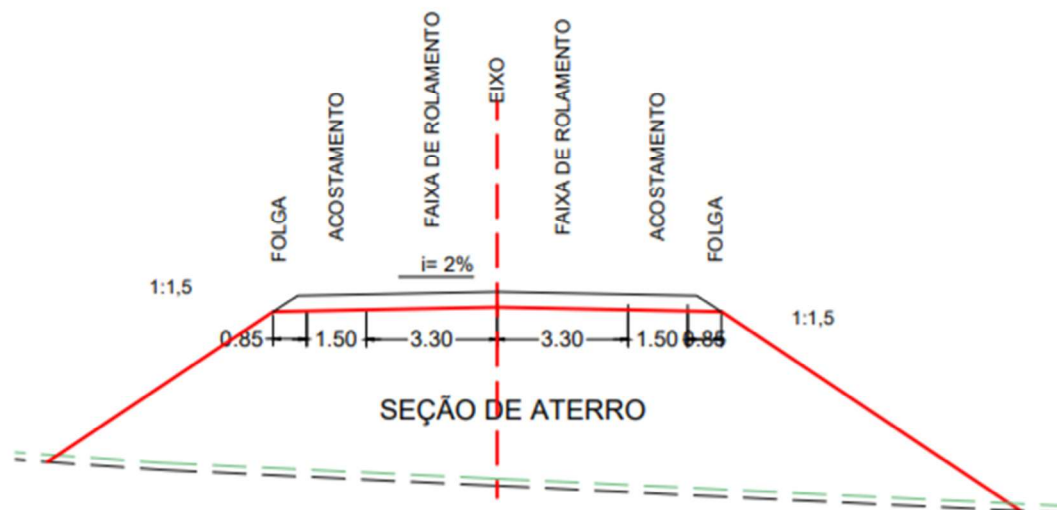 FOLGA
ACOSTAMENTO
FAIXA DE ROLAMENTO
EIXO
FAIXA DE ROLAMENTO
ACOSTAMENTO
FOLGA
i= 2%
1:1,5
1:1,5
0.85 1.50 3.30 3.30 1.50 0.85
SEÇÃO DE ATERRO